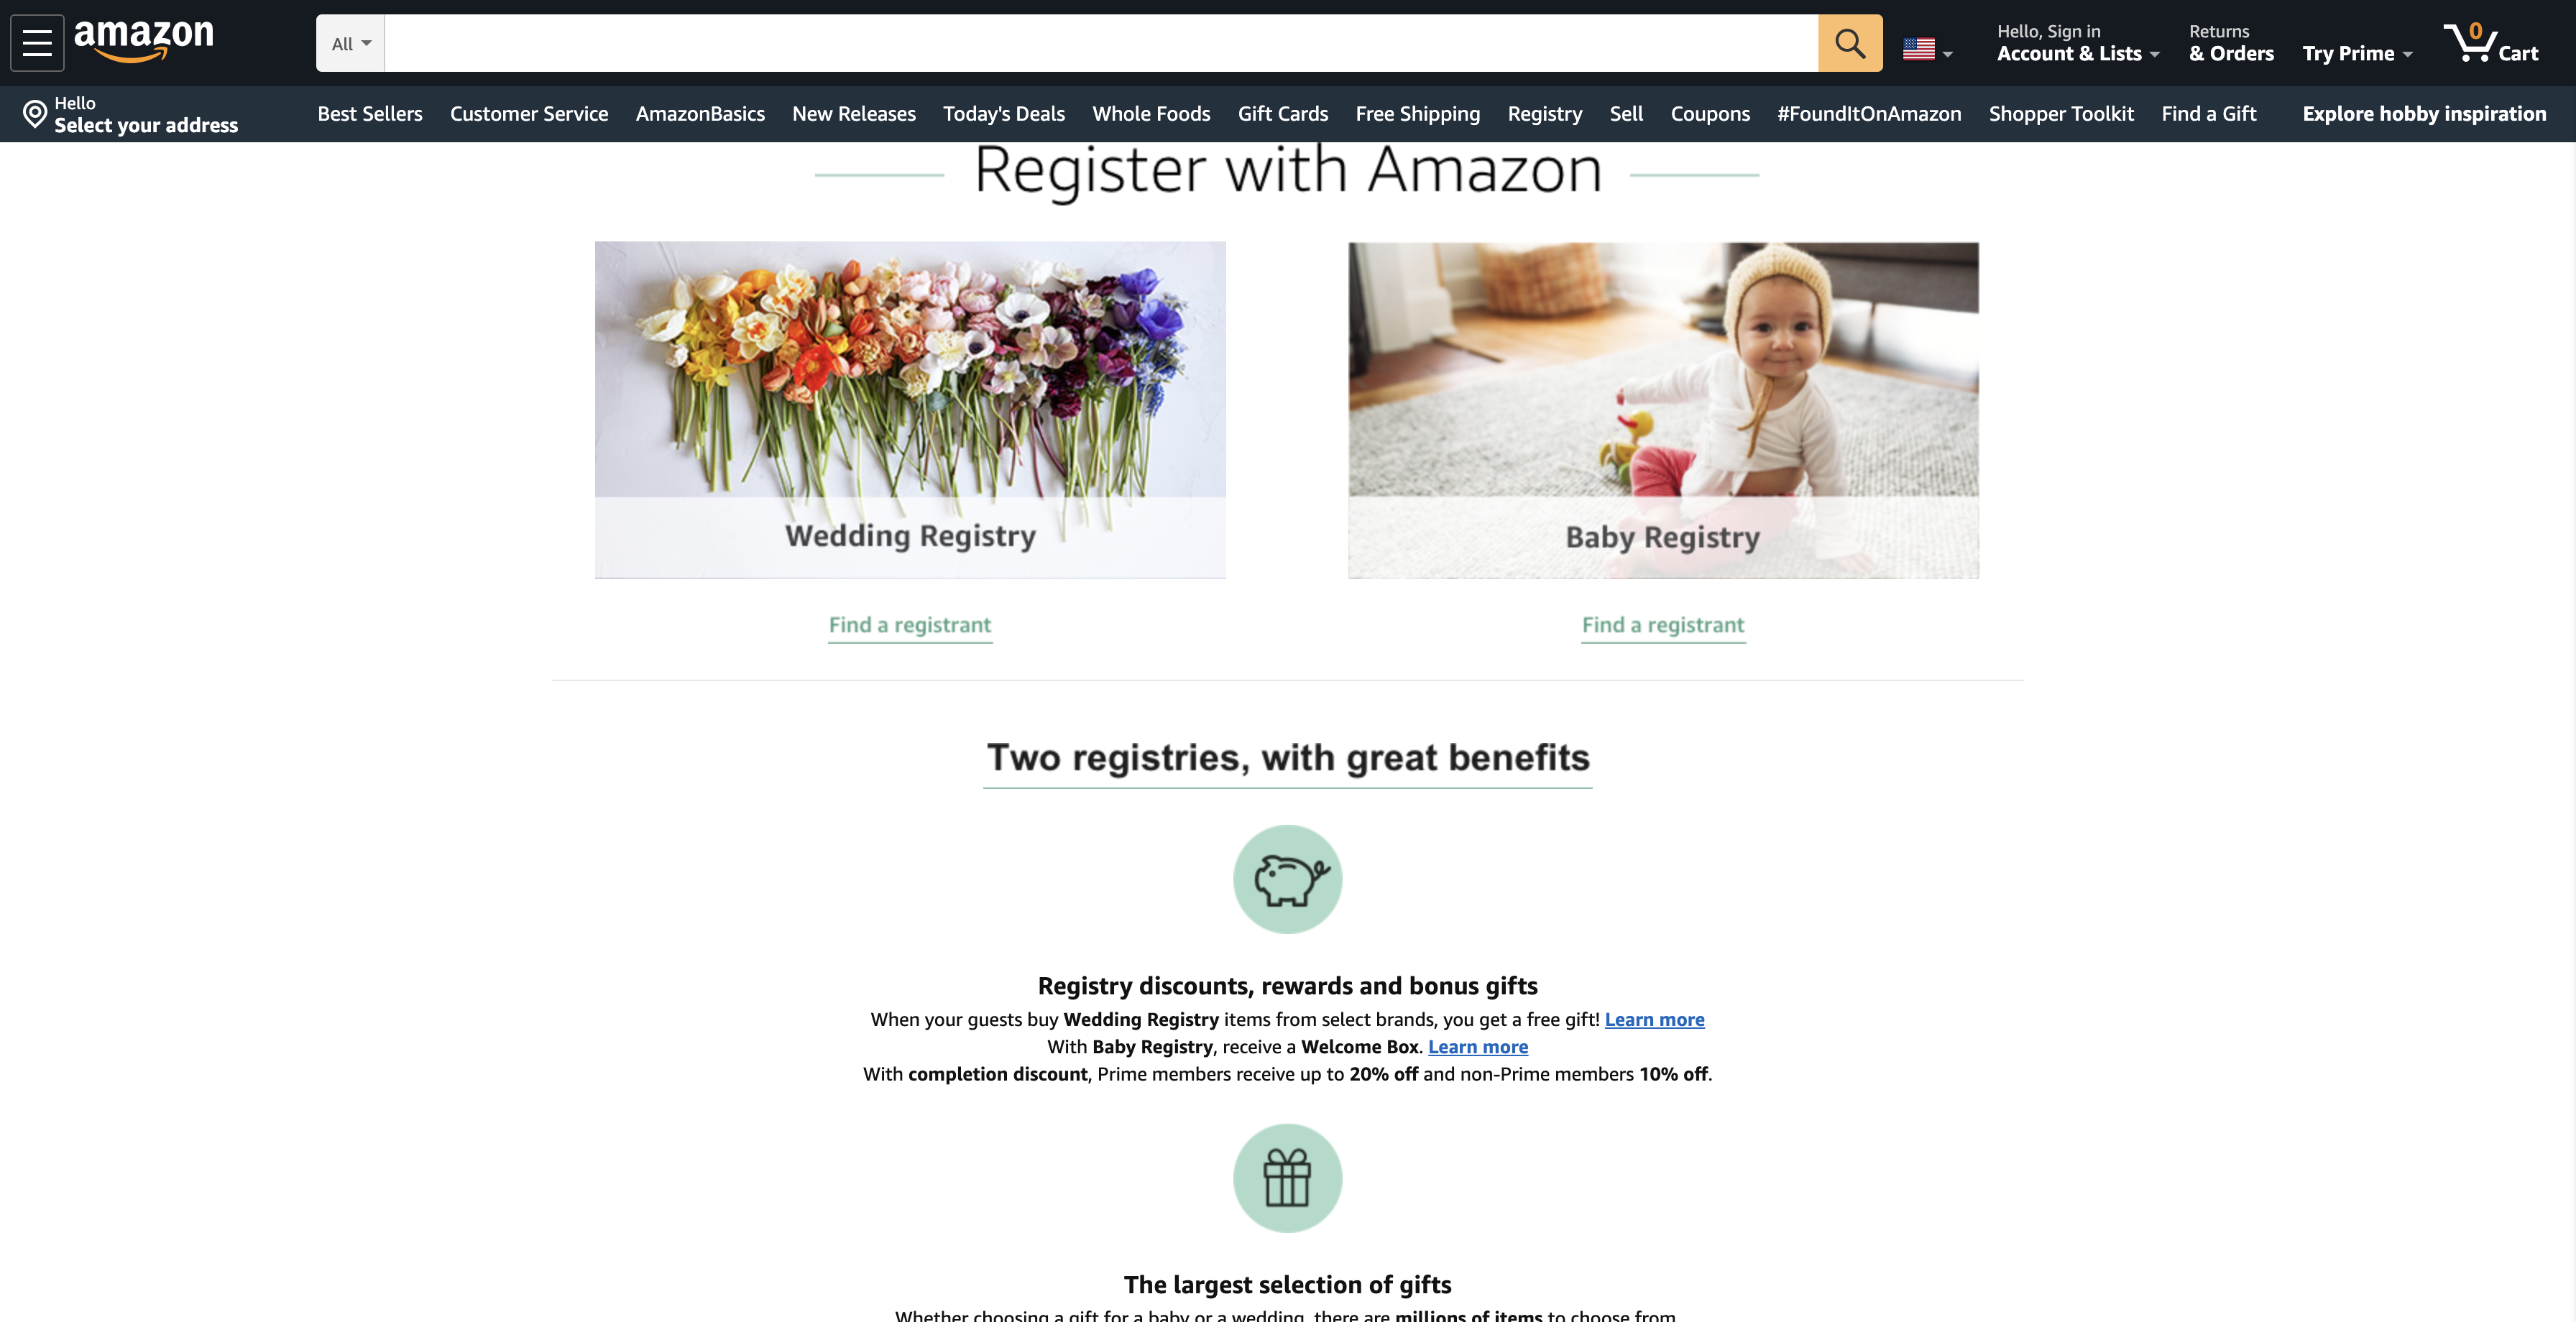 amazon
All
Hello, Sign in
Account & Lists
Returns
& Orders
Try Prime
0
Cart
Hello
Select your address
Best Sellers
Customer Service
AmazonBasics
New Releases
Today's Deals
Whole Foods
Gift Cards
Free Shipping
Registry
Sell
Coupons
#FoundItOnAmazon
Shopper Toolkit
Find a Gift
Explore hobby inspiration
Register with Amazon
Wedding Registry
Baby Registry
Find a registrant
Find a registrant
Two registries, with great benefits
Registry discounts, rewards and bonus gifts
When your guests buy Wedding Registry items from select brands, you get a free gift! Learn more
With Baby Registry, receive a Welcome Box. Learn more
With completion discount, Prime members receive up to 20% off and non-Prime members 10% off.
The largest selection of gifts
Whether choosing a gift for a baby or a wedding, there are millions of items to choose from